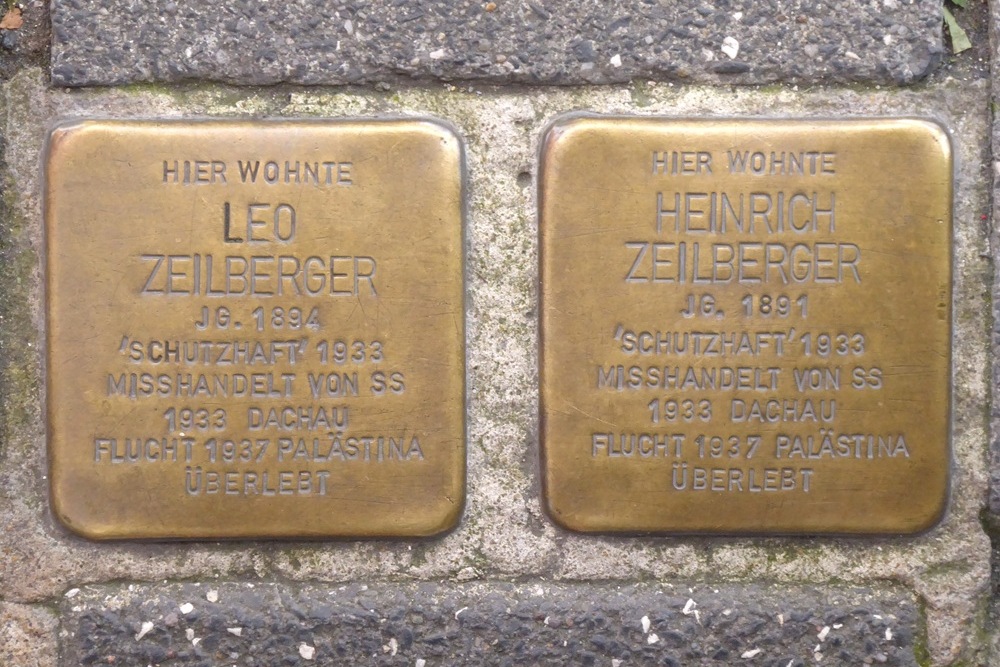 HIER WOHNTE
LEO
ZEILBERGER
JG. 1894
'SCHUTZHAFT' 1933
MISSHANDELT VON SS
1933 DACHAU
FLUCHT 1937 PALÄSTINA
ÜBERLEBT
HIER WOHNTE
HEINRICH
ZEILBERGER
JG. 1891
'SCHUTZHAFT' 1933
MISSHANDELT VON SS
1933 DACHAU
FLUCHT 1937 PALÄSTINA
ÜBERLEBT